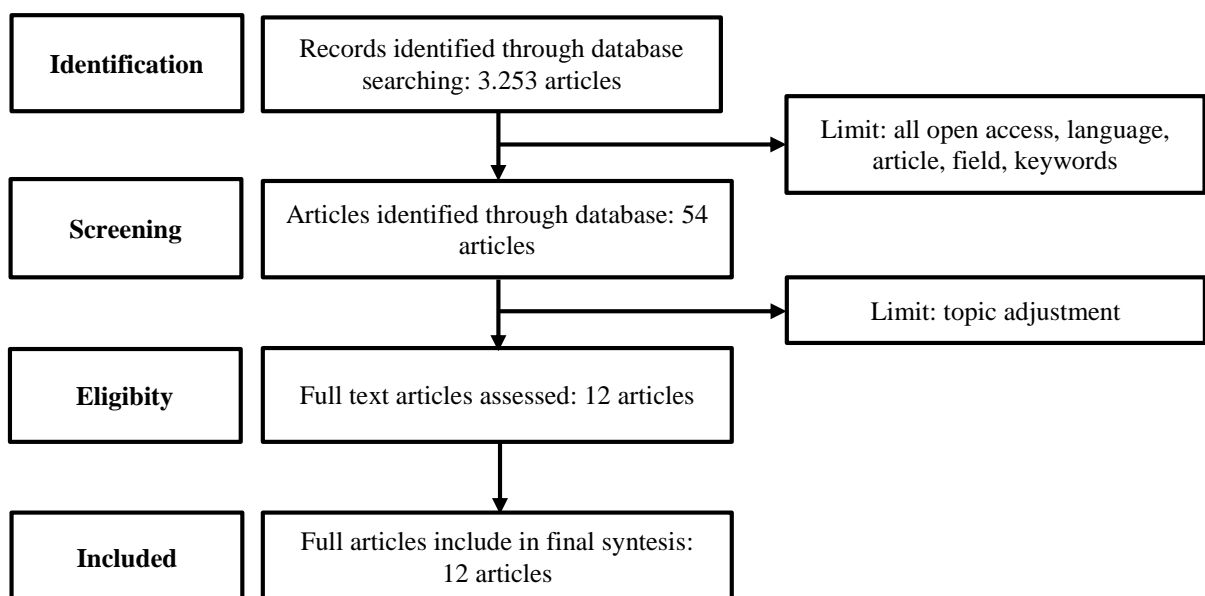 Identification
Records identified through database
searching: 3.253 articles
Limit: all open access, language,
article, field, keywords
Screening
Articles identified through database: 54
articles
Limit: topic adjustment
Eligibity
Full text articles assessed: 12 articles
Included
Full articles include in final syntesis:
12 articles